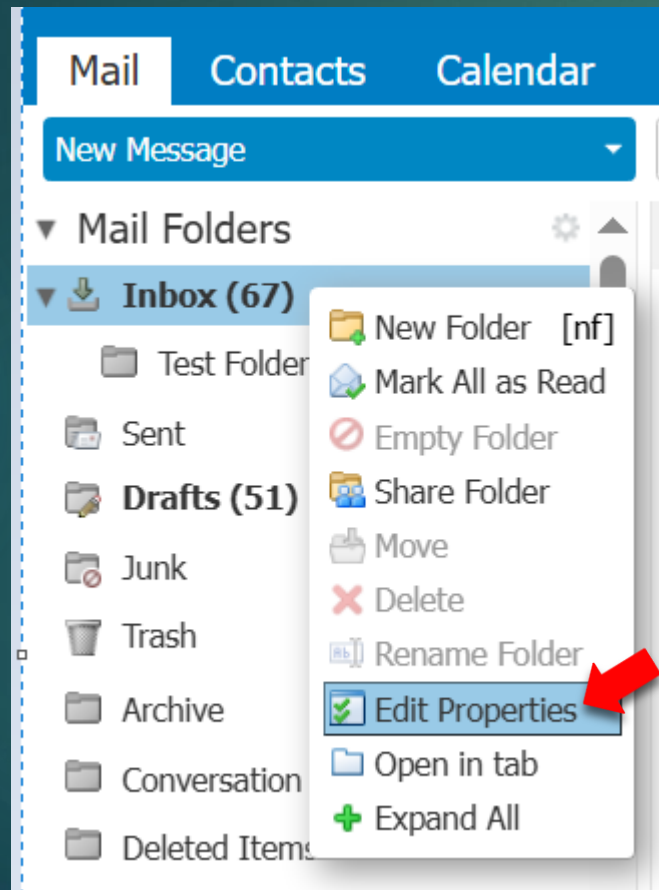 Mail Contacts Calendar
New Message
Mail Folders
Inbox (67)
Test Folder
Sent
Drafts (51)
Junk
Trash
Archive
Conversation
Deleted Items
New Folder [nf]
Mark All as Read
Empty Folder
Share Folder
Move
Delete
Rename Folder
Edit Properties
Open in tab
Expand All